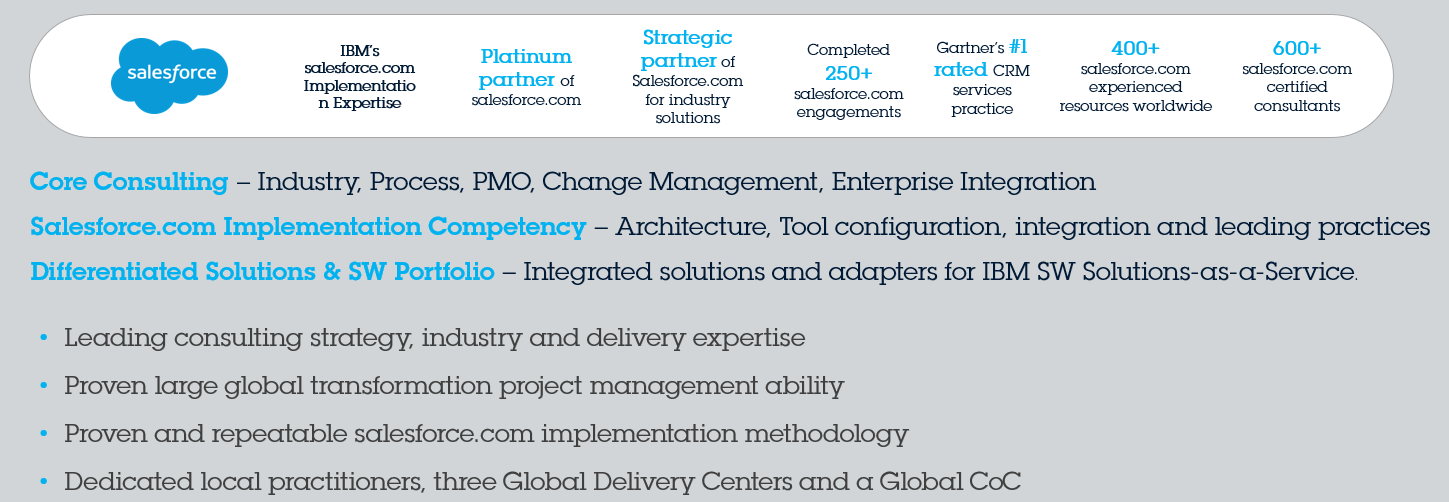 salesforce
IBM's
salesforce.com
Implementatio
n Expertise
Platinum
partner of
salesforce.com
Strategic
partner of
Salesforce.com
for industry
solutions
Completed
250+
salesforce.com
engagements
Gartner's #1
rated CRM
services
practice
400+
salesforce.com
experienced
resources worldwide
600+
salesforce.com
certified
consultants
Core Consulting – Industry, Process, PMO, Change Management, Enterprise Integration
Salesforce.com Implementation Competency – Architecture, Tool configuration, integration and leading practices
Differentiated Solutions & SW Portfolio – Integrated solutions and adapters for IBM SW Solutions-as-a-Service.
• Leading consulting strategy, industry and delivery expertise
• Proven large global transformation project management ability
• Proven and repeatable salesforce.com implementation methodology
• Dedicated local practitioners, three Global Delivery Centers and a Global CoC